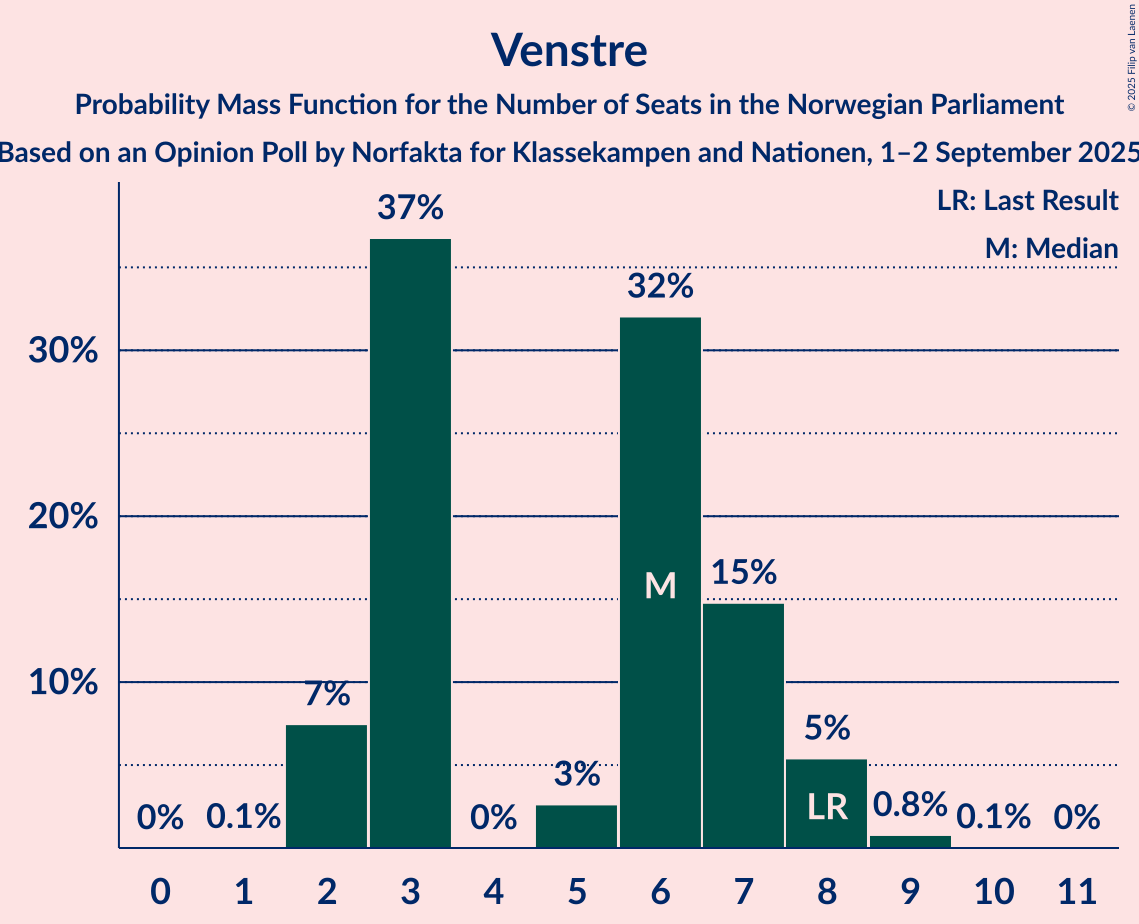 © 2025 Filip van Laenen
Venstre
Probability Mass Function for the Number of Seats in the Norwegian Parliament
Based on an Opinion Poll by Norfakta for Klassekampen and Nationen, 1–2 September 2025
LR: Last Result
M: Median
37%
32%
30%
20%
M
15%
10%
7%
5%
3%
LR
0%
0.1%
0%
0.8%
0.1%
0%
0 1 2 3 4 5 6 7 8 9 10 11